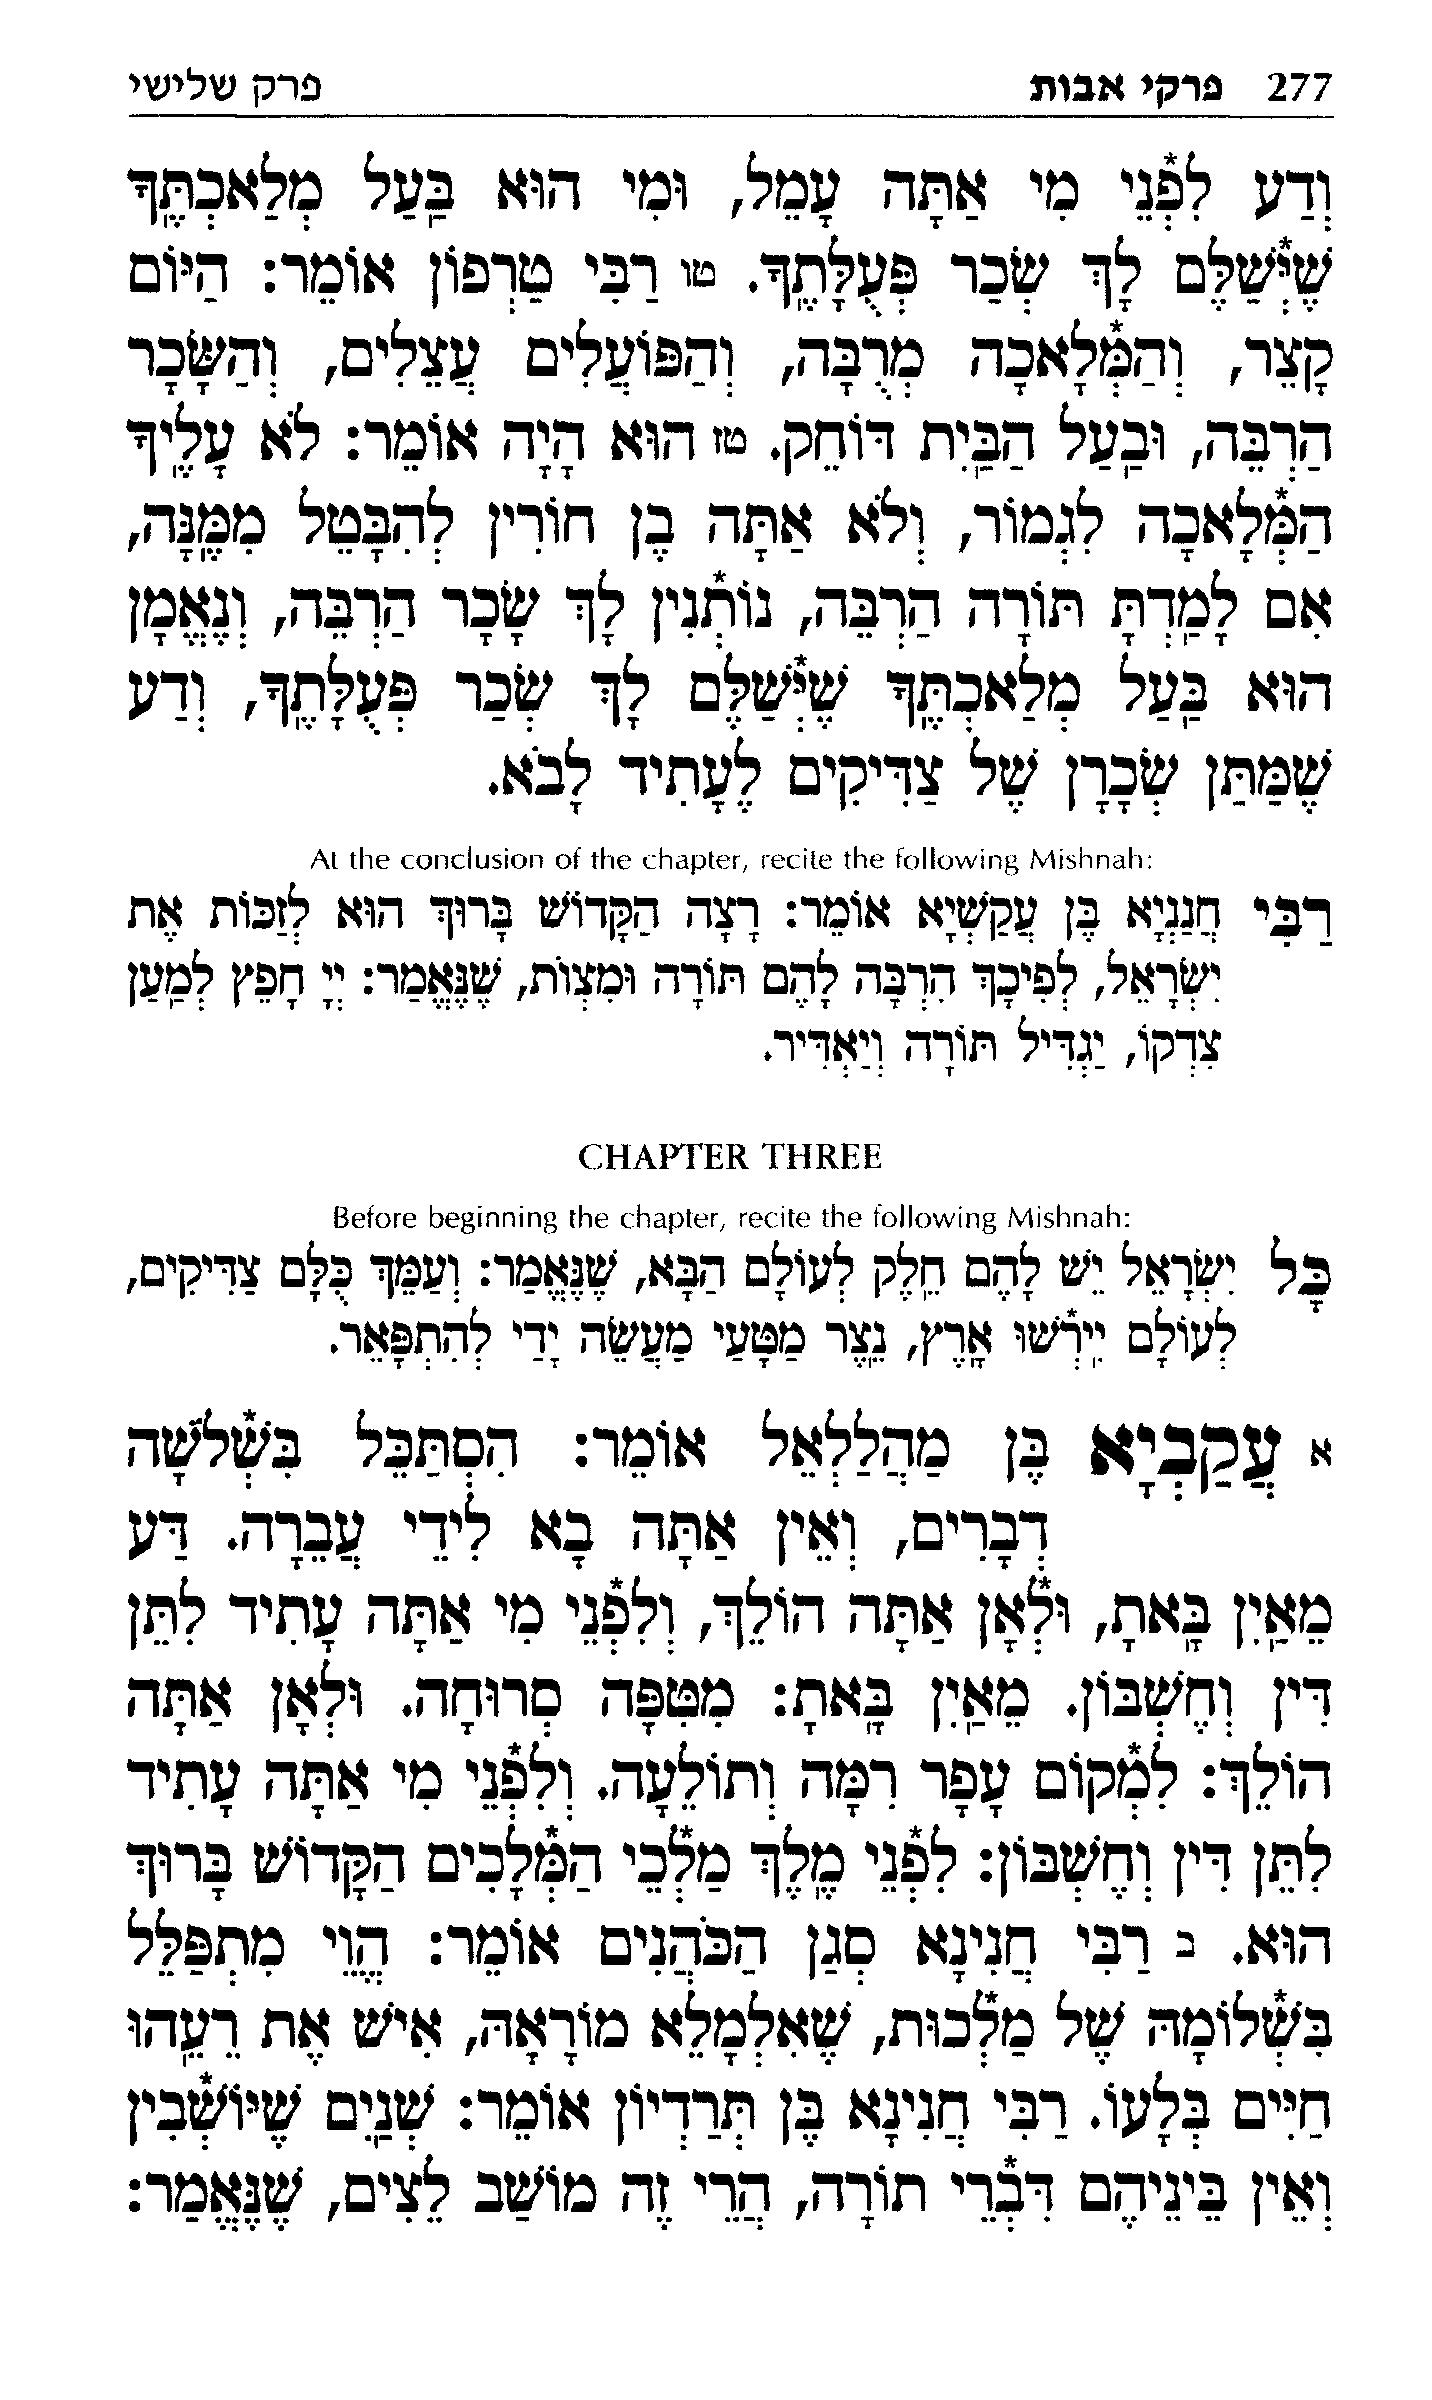 277 פרקי אבות פרק שלישי
וְדַע לִפְ֯נֵי מִי אַתָּה עָמֵל, וּמִי הוּא בַּֽעַל מְלַאכְתֶּֽךָ
שֶׁיְּ֯שַׁלֶּם לָךְ שְׂכַר פְּעֻלָּתֶֽךָ. טו רַבִּי טַרְפוֹן אוֹמֵר: הַיּוֹם
קָצֵר, וְהַמְּ֯לָאכָה מְרֻבָּה, וְהַפּוֹעֲלִים עֲצֵלִים, וְהַשָּׂכָר
הַרְבֵּה, וּבַֽעַל הַבַּֽיִת דּוֹחֵק. טז הוּא הָיָה אוֹמֵר: לֹא עָלֶֽיךָ
הַמְּ֯לָאכָה לִגְמוֹר, וְלֹא אַתָּה בֶן חוֹרִין לְהִבָּטֵל מִמֶּֽנָּה,
אִם לָמַֽדְתָּ תּוֹרָה הַרְבֵּה, נוֹתְ֯נִין לָךְ שָׂכָר הַרְבֵּה, וְנֶאֱמָן
הוּא בַּֽעַל מְלַאכְתֶּֽךָ שֶׁיְּ֯שַׁלֶּם לָךְ שְׂכַר פְּעֻלָּתֶֽךָ, וְדַע
שֶׁמַּתַּן שְׂכָרָן שֶׁל צַדִּיקִים לֶעָתִיד לָבֹא.
At the conclusion of the chapter, recite the following Mishnah:
רַבִּי חֲנַנְיָא בֶּן עֲקַשְׁיָא אוֹמֵר: רָצָה הַקָּדוֹשׁ בָּרוּךְ הוּא לְזַכּוֹת אֶת
יִשְׂרָאֵל, לְפִיכָךְ הִרְבָּה לָהֶם תּוֹרָה וּמִצְוֹת, שֶׁנֶּאֱמַר: יְיָ חָפֵץ לְמַֽעַן
צִדְקוֹ, יַגְדִּיל תּוֹרָה וְיַאְדִּיר.
CHAPTER THREE
Before beginning the chapter, recite the following Mishnah:
כָּל יִשְׂרָאֵל יֵשׁ לָהֶם חֵֽלֶק לְעוֹלָם הַבָּא, שֶׁנֶּאֱמַר: וְעַמֵּךְ כֻּלָּם צַדִּיקִים,
לְעוֹלָם יִֽירְ֯שׁוּ אָֽרֶץ, נֵֽצֶר מַטָּעַי מַעֲשֵׂה יָדַי לְהִתְפָּאֵר.
א עֲקַבְיָא בֶּן מַהֲלַלְאֵל אוֹמֵר: הִסְתַּכֵּל בִּשְׁ֯לֹשָׁה
דְבָרִים, וְאֵין אַתָּה בָא לִידֵי עֲבֵרָה. דַּע
מֵאַֽיִן בָּֽאתָ, וּלְ֯אָן אַתָּה הוֹלֵךְ, וְלִפְ֯נֵי מִי אַתָּה עָתִיד לִתֵּן
דִּין וְחֶשְׁבּוֹן. מֵאַֽיִן בָּֽאתָ: מִטִּפָּה סְרוּחָה. וּלְאָן אַתָּה
הוֹלֵךְ: לִמְ֯קוֹם עָפָר רִמָּה וְתוֹלֵעָה. וְלִפְ֯נֵי מִי אַתָּה עָתִיד
לִתֵּן דִּין וְחֶשְׁבּוֹן: לִפְ֯נֵי מֶֽלֶךְ מַלְ֯כֵי הַמְּ֯לָכִים הַקָּדוֹשׁ בָּרוּךְ
הוּא. ב רַבִּי חֲנִינָא סְגַן הַכֹּהֲנִים אוֹמֵר: הֱוֵי מִתְפַּלֵּל
בִּשְׁ֯לוֹמָהּ שֶׁל מַלְ֯כוּת, שֶׁאִלְמָלֵא מוֹרָאָהּ, אִישׁ אֶת רֵעֵֽהוּ
חַיִּים בְּלָעוֹ. רַבִּי חֲנִינָא בֶּן תְּרַדְיוֹן אוֹמֵר: שְׁנַֽיִם שֶׁיּוֹשְׁ֯בִין
וְאֵין בֵּינֵיהֶם דִּבְ֯רֵי תוֹרָה, הֲרֵי זֶה מוֹשַׁב לֵצִים, שֶׁנֶּאֱמַר: